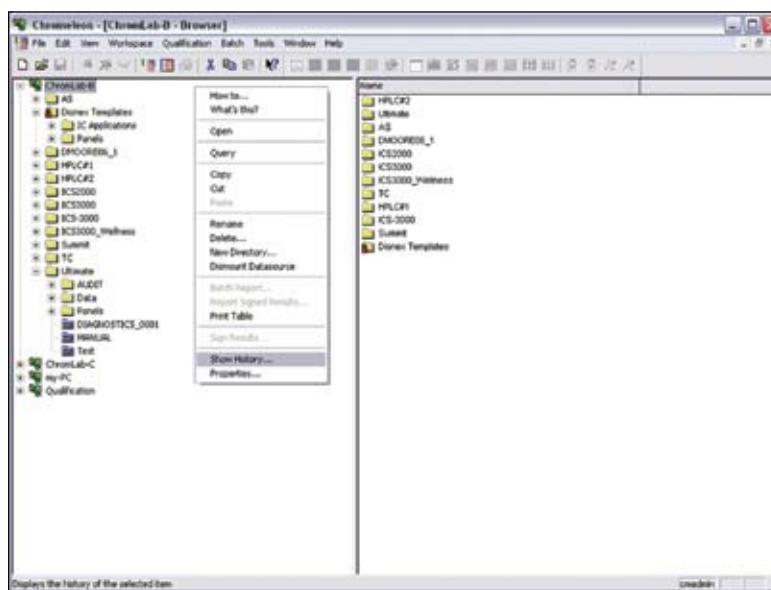 Chromeleon - [ChromLab-B - Browser]
File Edit View Workspace Qualification Batch Tools Window Help
ChromLab-B
AS
Dionex Templates
IC Applications
Panels
DMOORE06_1
HPLC#1
HPLC#2
ICS2000
ICS3000
ICS-3000
ICS3000_Wellness
Summit
TC
Ultimate
AUDIT
Data
Panels
DIAGNOSTICS_0001
MANUAL
Test
ChromLab-C
my-PC
Qualification
How to...
What's this?
Open
Query
Copy
Cut
Paste
Rename
Delete...
New Directory...
Dismount Datasource
Batch Report...
Report Signed Results...
Print Table
Sign Results...
Show History...
Properties...
Name
HPLC#2
Ultimate
AS
DMOORE06_1
ICS2000
ICS3000
ICS3000_Wellness
TC
HPLC#1
ICS-3000
Summit
Dionex Templates
Displays the history of the selected item
cmadmin